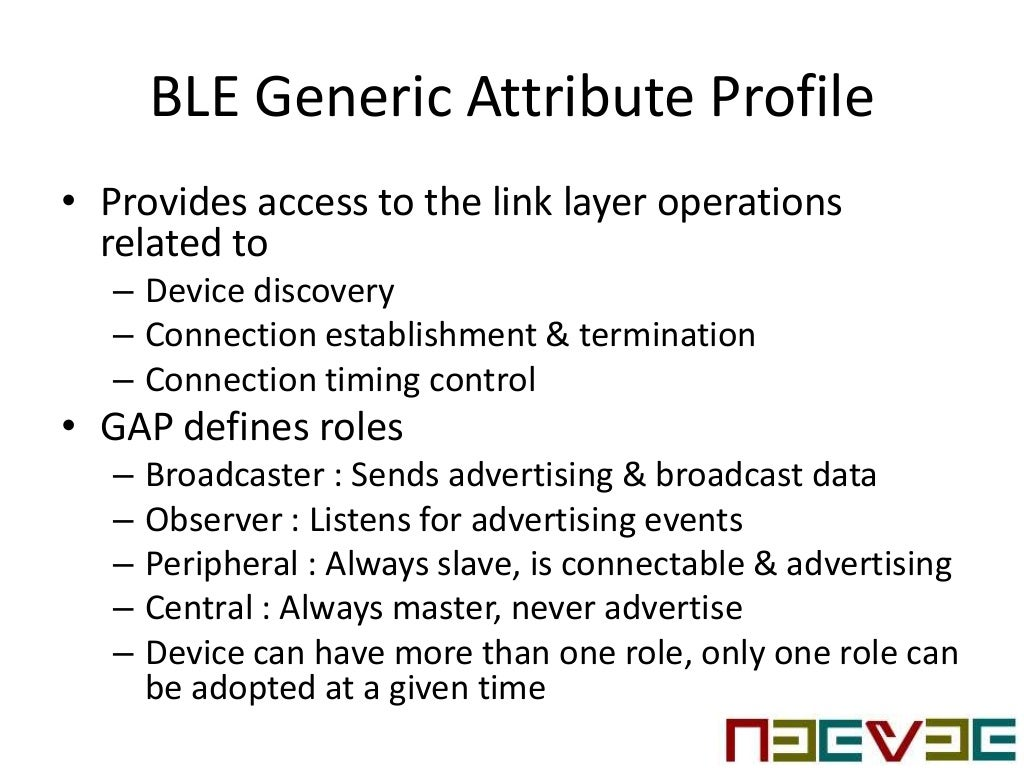 BLE Generic Attribute Profile
• Provides access to the link layer operations
related to
– Device discovery
– Connection establishment & termination
– Connection timing control
• GAP defines roles
– Broadcaster : Sends advertising & broadcast data
– Observer : Listens for advertising events
– Peripheral : Always slave, is connectable & advertising
– Central : Always master, never advertise
– Device can have more than one role, only one role can
be adopted at a given time